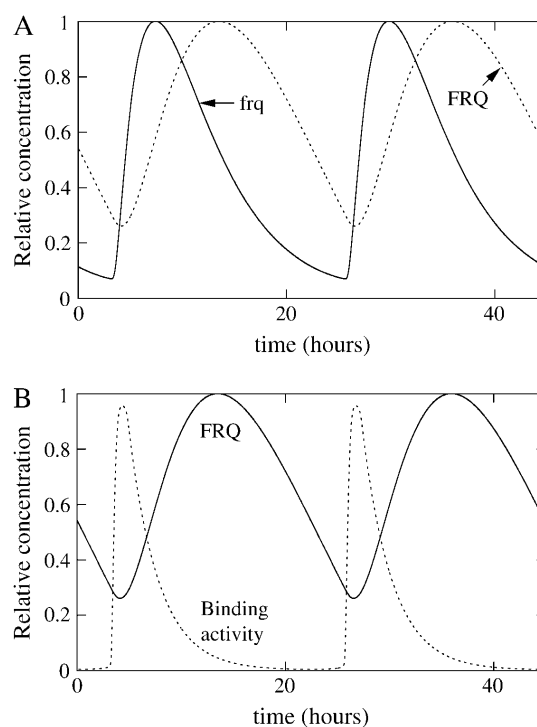 A
1
0.8
0.6
0.4
0.2
0
Relative concentration
frq
FRQ
20
40
time (hours)
B
1
0.8
0.6
0.4
0.2
0
Relative concentration
FRQ
Binding
activity
0
20
40
time (hours)